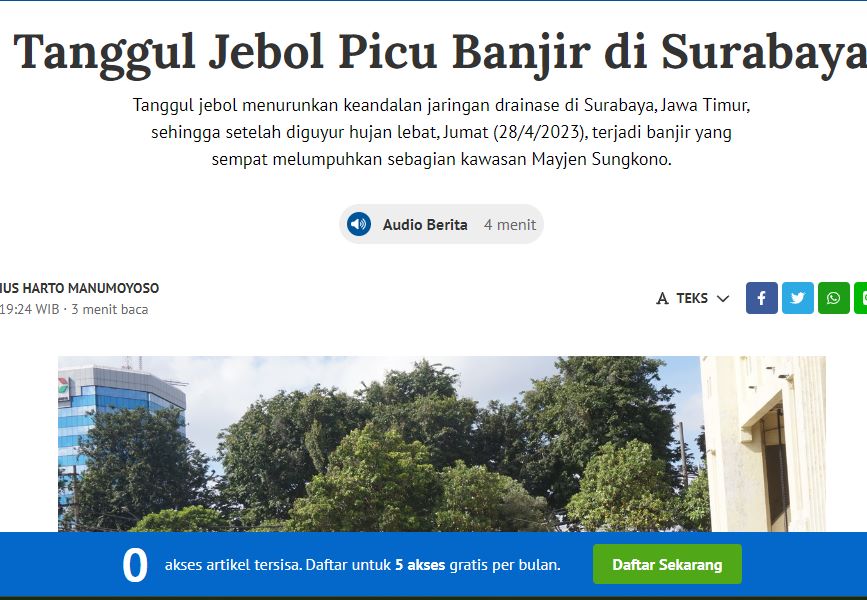 Tanggul Jebol Picu Banjir di Surabaya
Tanggul jebol menurunkan keandalan jaringan drainase di Surabaya, Jawa Timur,
sehingga setelah diguyur hujan lebat, Jumat (28/4/2023), terjadi banjir yang
sempat melumpuhkan sebagian kawasan Mayjen Sungkono.
Audio Berita 4 menit
IUS HARTO MANUMOYOSO
19:24 WIB · 3 menit baca
A TEKS
0 akses artikel tersisa. Daftar untuk 5 akses gratis per bulan.
Daftar Sekarang